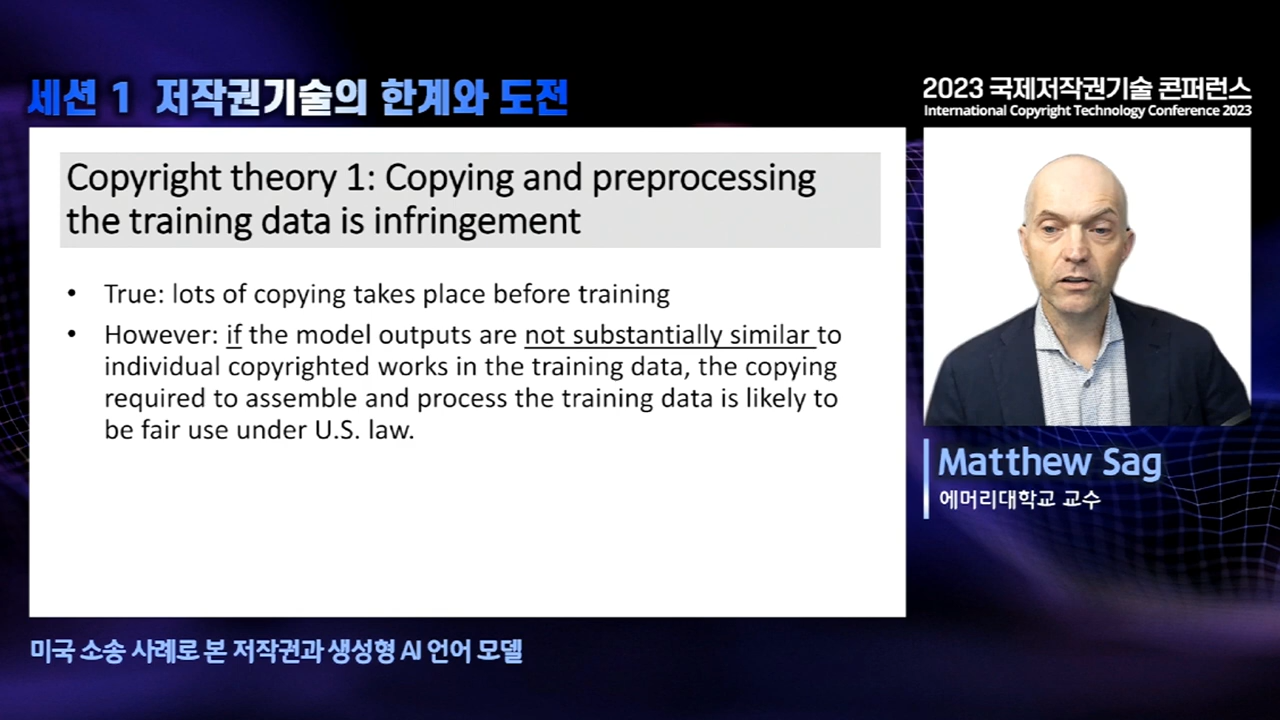 세션 1 저작권기술의 한계와 도전
2023 국제저작권기술 콘퍼런스
International Copyright Technology Conference 2023
Copyright theory 1: Copying and preprocessing
the training data is infringement
• True: lots of copying takes place before training
• However: if the model outputs are not substantially similar to
individual copyrighted works in the training data, the copying
required to assemble and process the training data is likely to
be fair use under U.S. law.
Matthew Sag
에머리대학교 교수
미국 소송 사례로 본 저작권과 생성형 AI 언어 모델